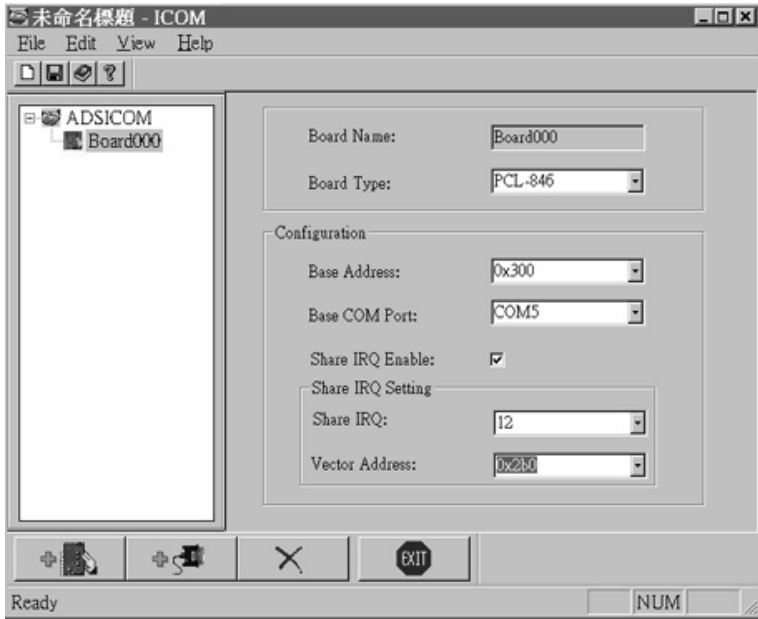 未命名標題 - ICOM
File Edit View Help
ADSICOM
Board000
Board Name: Board000
Board Type: PCL-846
Configuration
Base Address: 0x300
Base COM Port: COM5
Share IRQ Enable:
Share IRQ Setting
Share IRQ: 12
Vector Address: 0x2b0
EXIT
Ready NUM